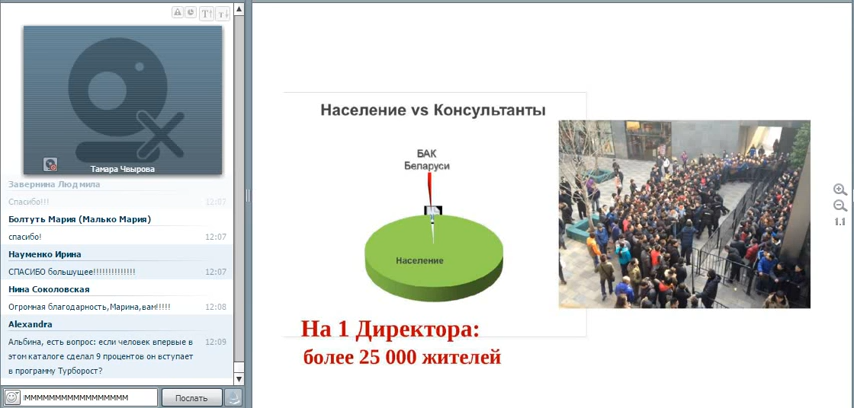 Тамара Чвырова
Завернина Людмила
Спасибо!!! 12:07
Болтуть Мария (Малько Мария)
спасибо! 12:07
Науменко Ирина
СПАСИБО большущее!!!!!!!!!!!!!! 12:07
Нина Соколовская
Огромная благодарность,Марина,вам!!!!! 12:08
Alexandra
Альбина, есть вопрос: если человек впервые в 12:09
этом каталоге сделал 9 процентов он вступает
в программу Турборост?
Послать
Население vs Консультанты
БАК
Беларуси
Население
На 1 Директора:
более 25 000 жителей
1:1